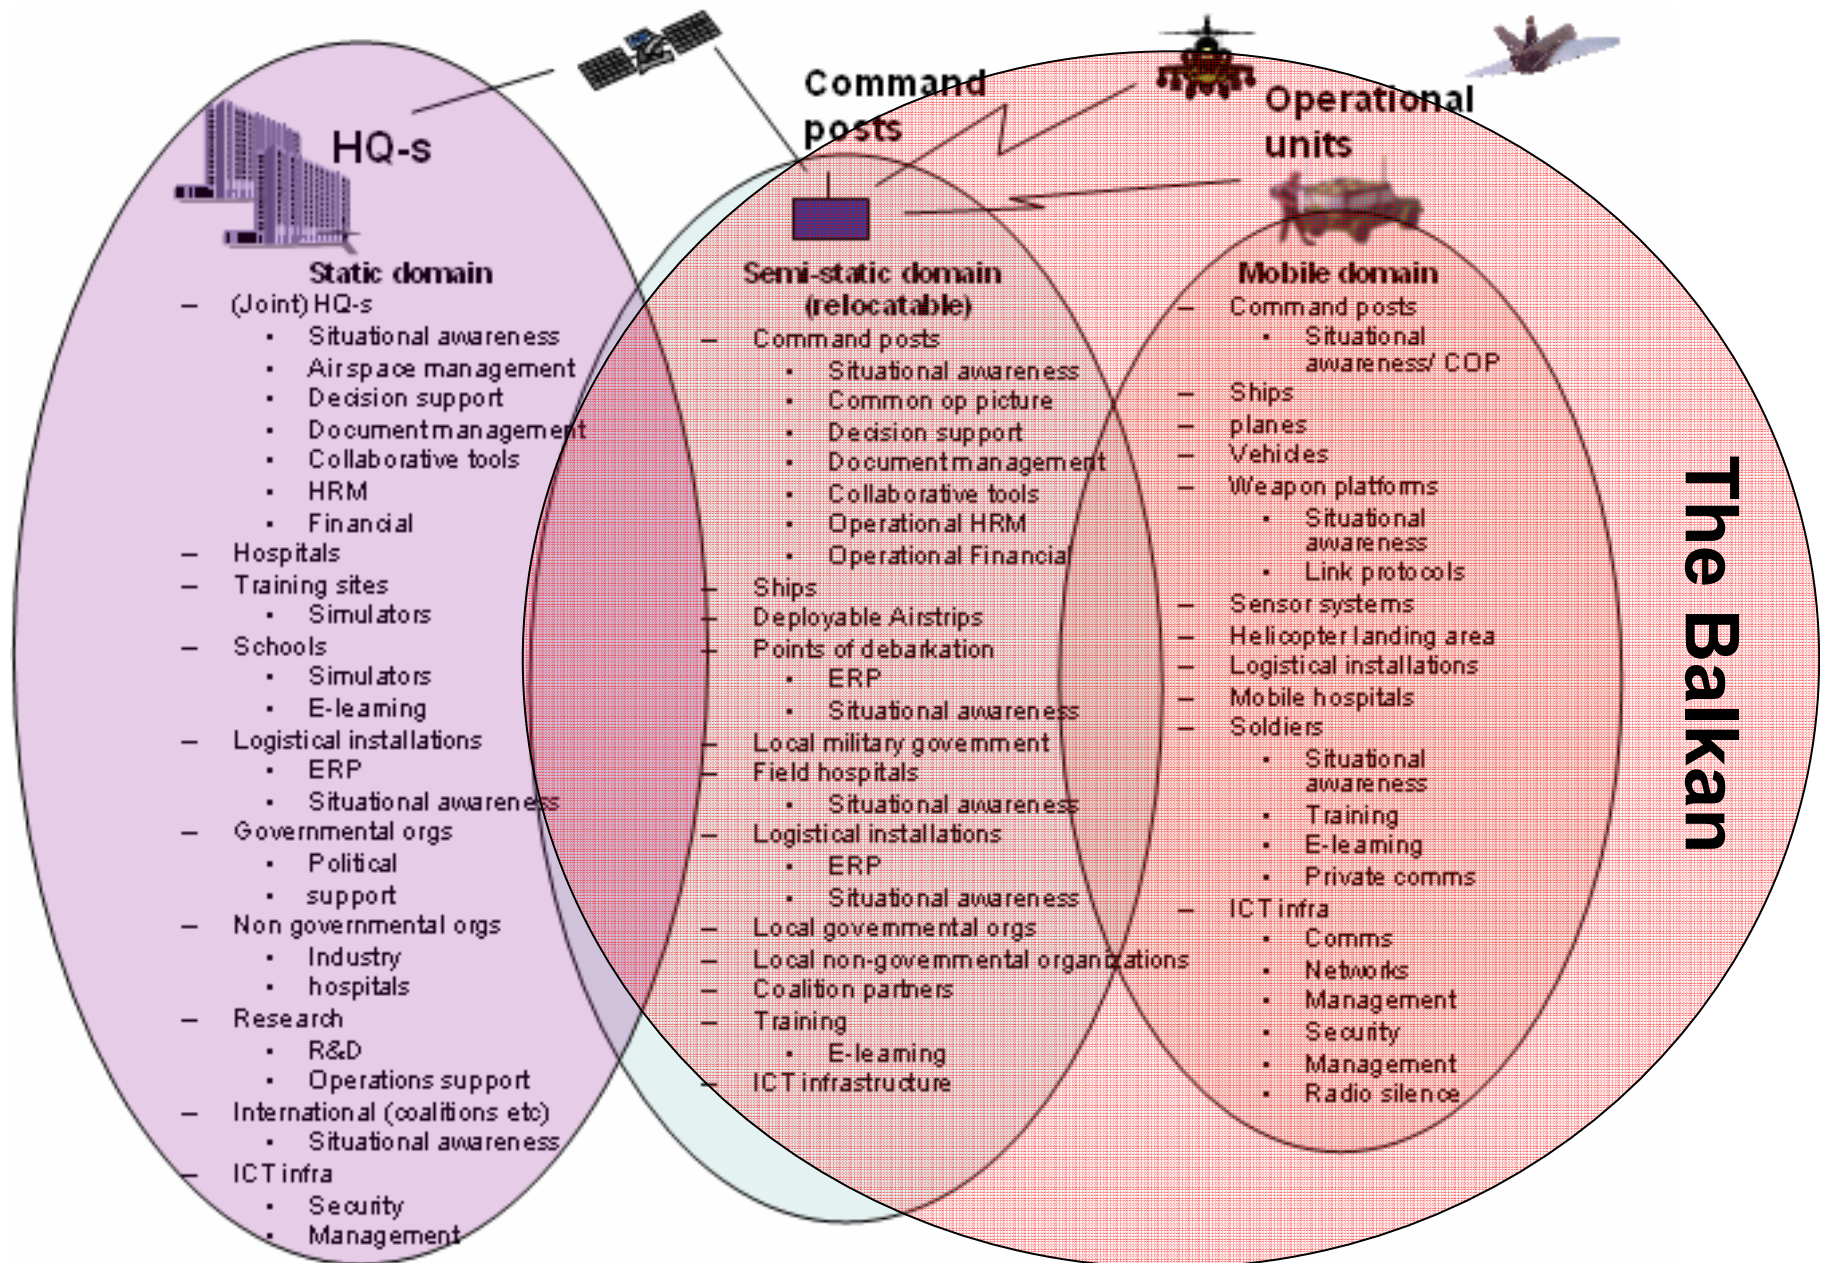 HQ-s
Static domain
– (Joint) HQ-s
▪ Situational awareness
▪ Airspace management
▪ Decision support
▪ Document management
▪ Collaborative tools
▪ HRM
▪ Financial
– Hospitals
– Training sites
▪ Simulators
– Schools
▪ Simulators
▪ E-learning
– Logistical installations
▪ ERP
▪ Situational awareness
– Governmental orgs
▪ Political
▪ support
– Non governmental orgs
▪ Industry
▪ hospitals
– Research
▪ R&D
▪ Operations support
– International (coalitions etc)
▪ Situational awareness
– ICT infra
▪ Security
▪ Management
Command
posts
Semi-static domain
(relocatable)
– Command posts
▪ Situational awareness
▪ Common op picture
▪ Decision support
▪ Document management
▪ Collaborative tools
▪ Operational HRM
▪ Operational Financial
– Ships
– Deployable Airstrips
– Points of debarkation
▪ ERP
▪ Situational awareness
– Local military government
– Field hospitals
▪ Situational awareness
– Logistical installations
▪ ERP
▪ Situational awareness
– Local governmental orgs
– Local non-governmental organizations
– Coalition partners
– Training
▪ E-learning
– ICT infrastructure
Operational
units
Mobile domain
– Command posts
▪ Situational
awareness/ COP
– Ships
– planes
– Vehicles
– Weapon platforms
▪ Situational
awareness
▪ Link protocols
– Sensor systems
– Helicopter landing area
– Logistical installations
– Mobile hospitals
– Soldiers
▪ Situational
awareness
▪ Training
▪ E-learning
▪ Private comms
– ICT infra
▪ Comms
▪ Networks
▪ Management
▪ Security
▪ Management
▪ Radio silence
The Balkan